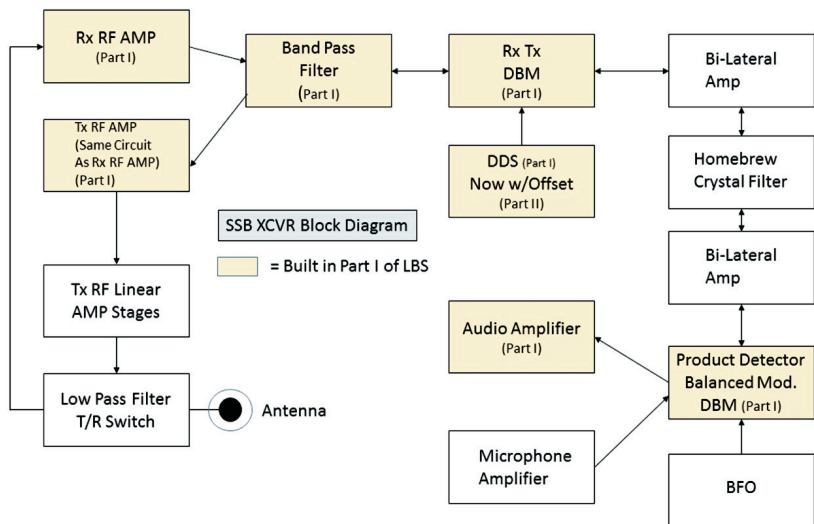 Rx RF AMP
(Part I)
Band Pass
Filter
(Part I)
Rx Tx
DBM
(Part I)
Bi-Lateral
Amp
Tx RF AMP
(Same Circuit
As Rx RF AMP)
(Part I)
DDS (Part I)
Now w/Offset
(Part II)
Homebrew
Crystal Filter
SSB XCVR Block Diagram
= Built in Part I of LBS
Bi-Lateral
Amp
Tx RF Linear
AMP Stages
Audio Amplifier
(Part I)
Product Detector
Balanced Mod.
DBM (Part I)
Low Pass Filter
T/R Switch
Antenna
Microphone
Amplifier
BFO